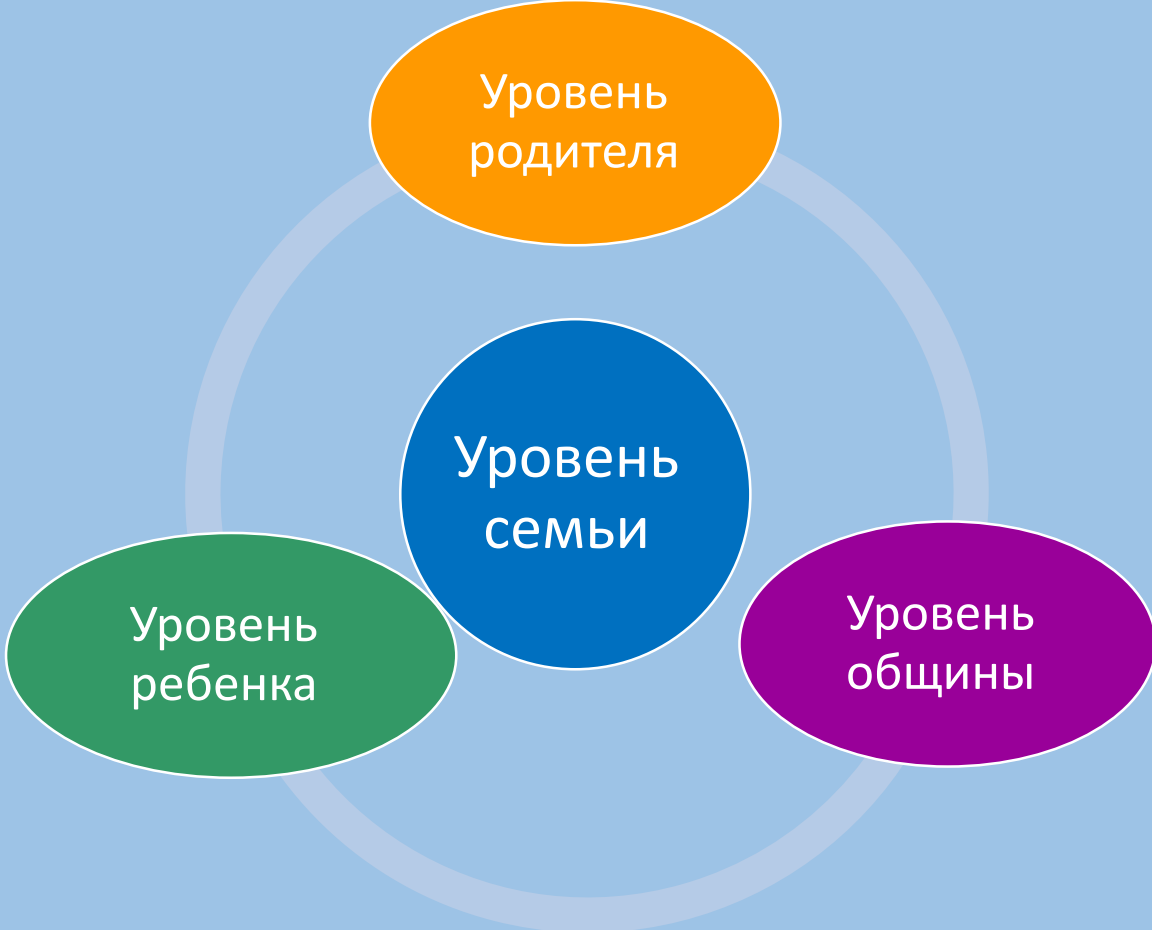 Уровень
родителя
Уровень
семьи
Уровень
ребенка
Уровень
общины